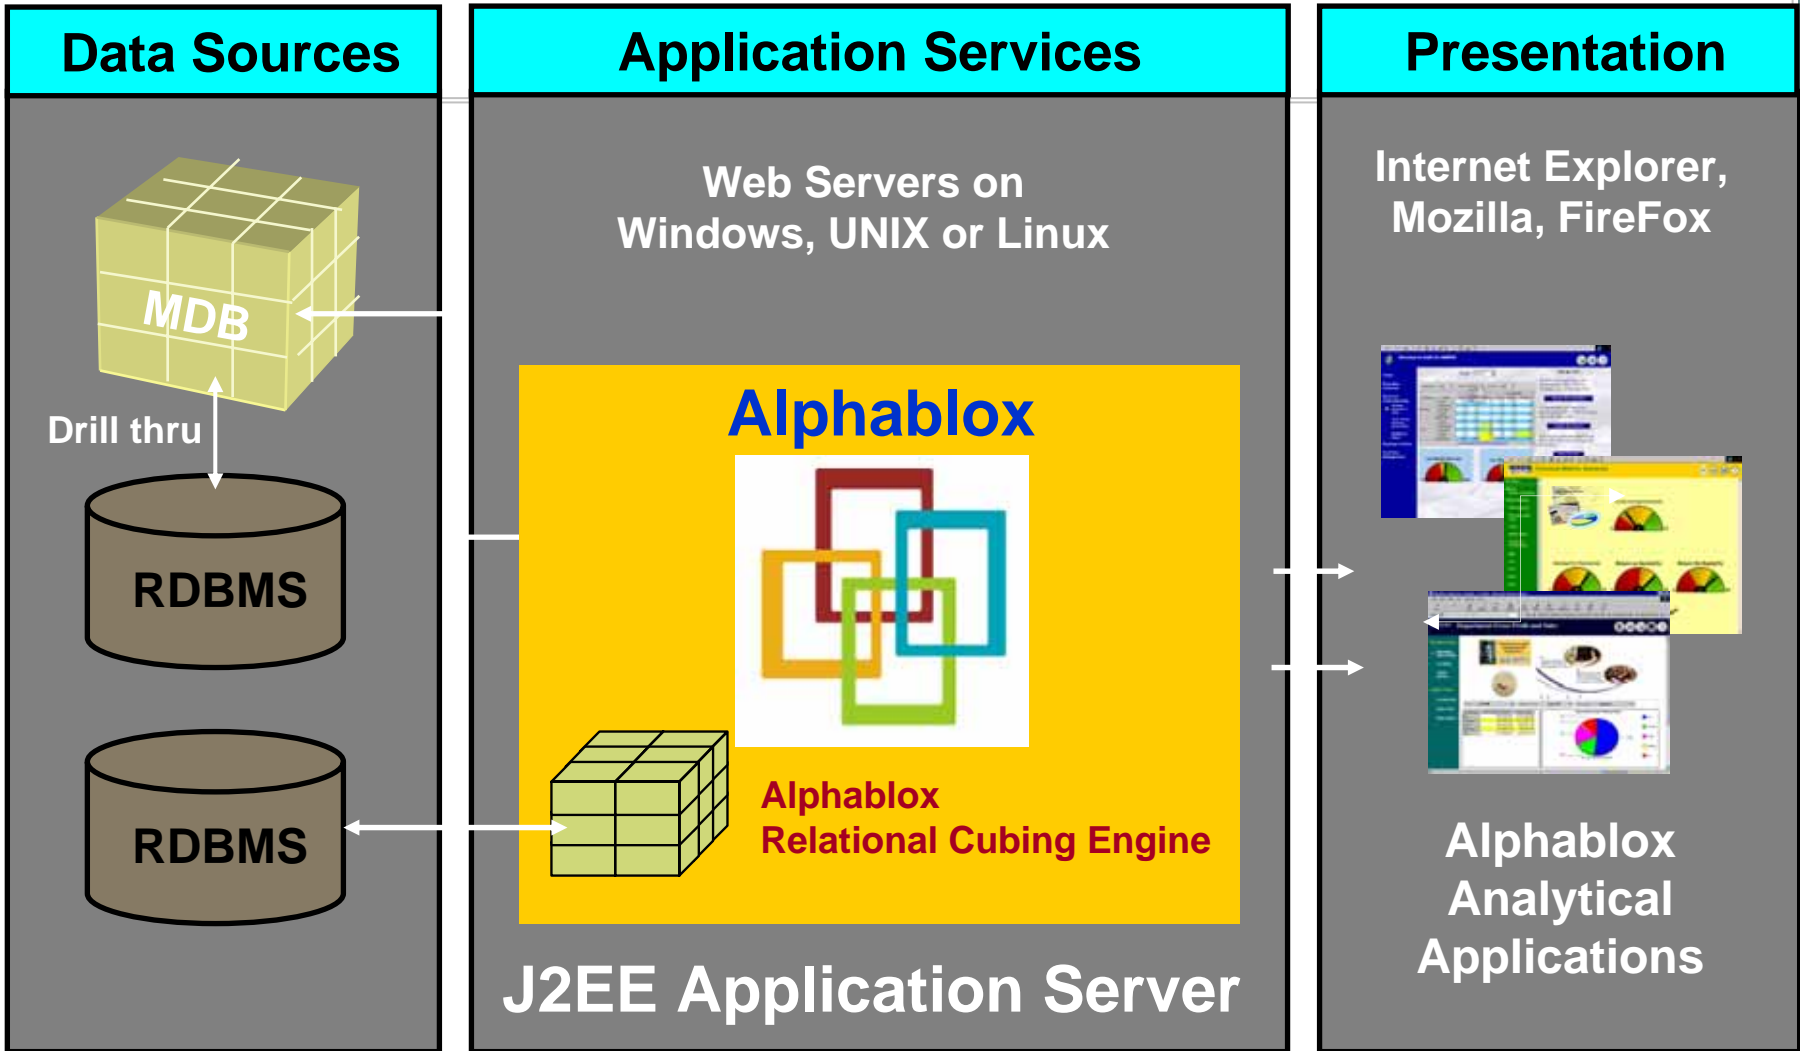 Data Sources
Application Services
Presentation
Web Servers on
Windows, UNIX or Linux
Internet Explorer,
Mozilla, FireFox
MDB
Drill thru
RDBMS
RDBMS
Alphablox
Alphablox
Relational Cubing Engine
J2EE Application Server
Alphablox
Analytical
Applications